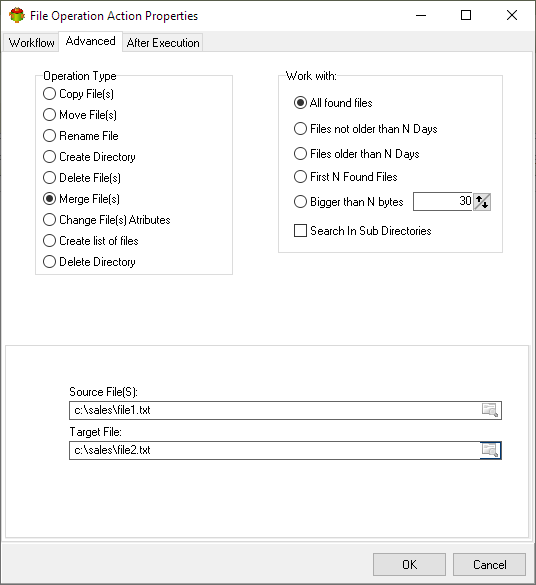 File Operation Action Properties
Workflow Advanced After Execution
Operation Type
Copy File(s)
Move File(s)
Rename File
Create Directory
Delete File(s)
Merge File(s)
Change File(s) Atributes
Create list of files
Delete Directory
Work with:
All found files
Files not older than N Days
Files older than N Days
First N Found Files
Bigger than N bytes 30
Search In Sub Directories
Source File(S):
c:\sales\file1.txt
Target File:
c:\sales\file2.txt
OK Cancel